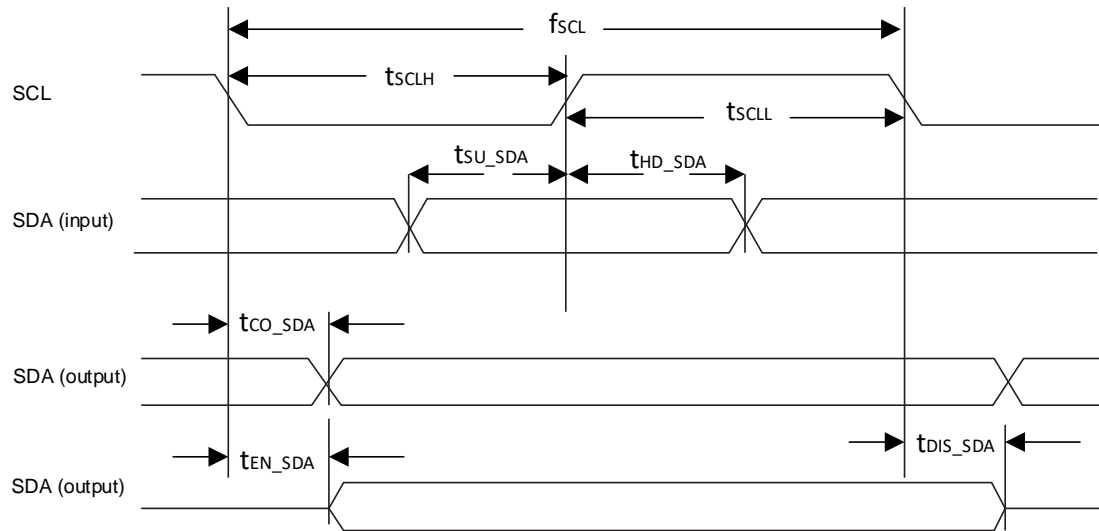 fSCL
SCL
tSCLH
tSCLL
tSU_SDA
tHD_SDA
SDA (input)
tCO_SDA
SDA (output)
tEN_SDA
tDIS_SDA
SDA (output)